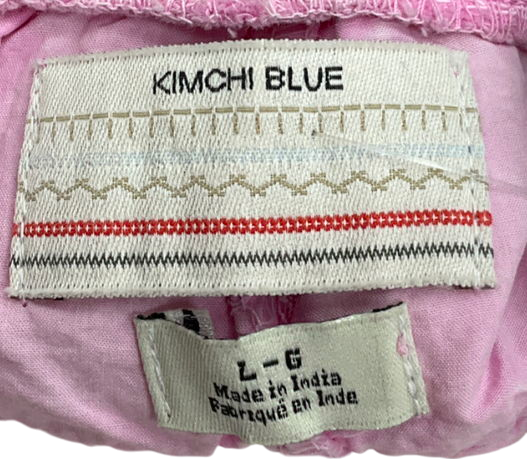 KIMCHI BLUE
L-G
Made in India
Fabriqué en Inde